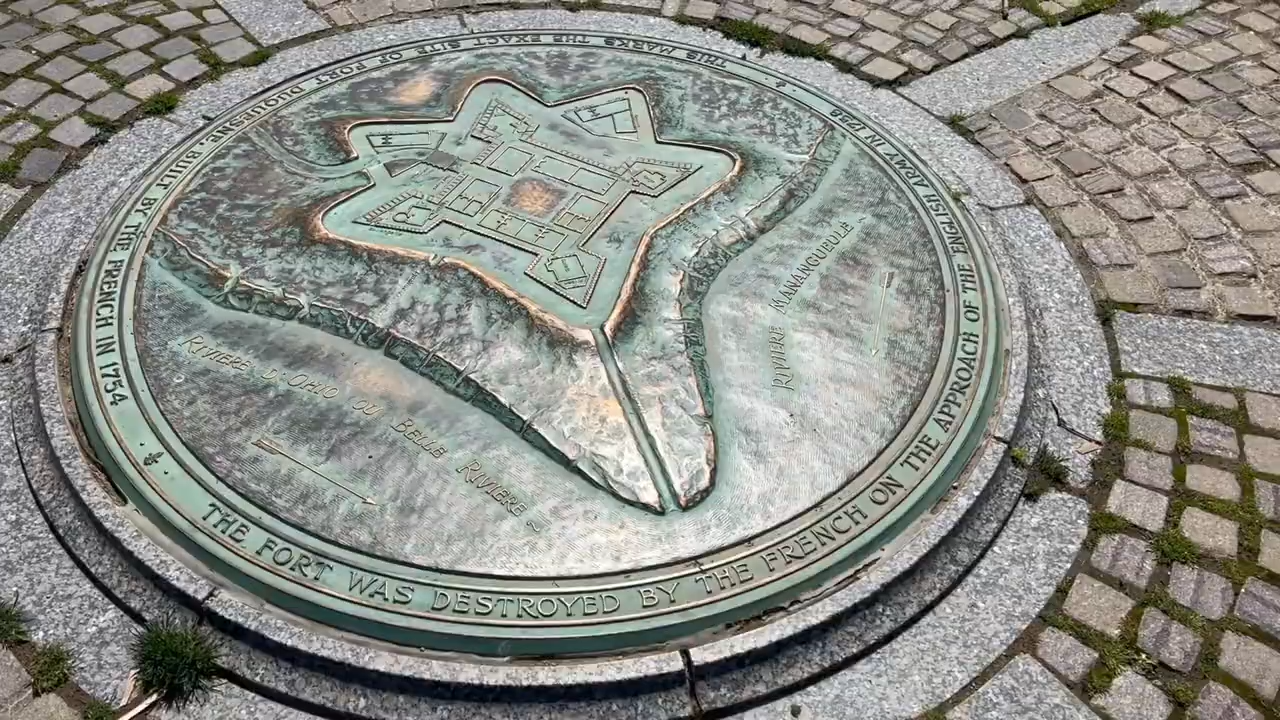 THIS MARKS THE EXACT SITE OF FORT DUQUESNE, BUILT BY THE FRENCH IN 1754
THE FORT WAS DESTROYED BY THE FRENCH ON THE APPROACH OF THE ENGLISH ARMY IN 1758
RIVIERE D'OHIO OU BELLE RIVIERE ~
RIVIERE MANANGUEULE ~